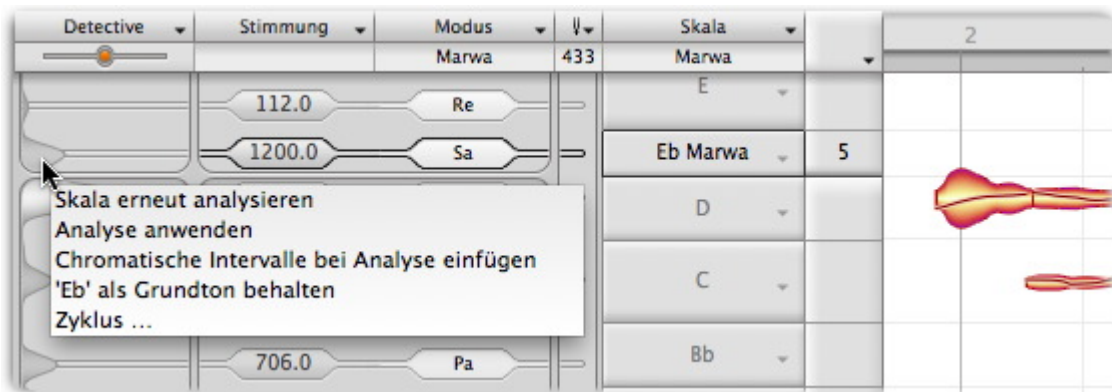 Detective Stimmung Modus Skala 2
Marwa 433 Marwa
112.0 Re E
1200.0 Sa Eb Marwa 5
Skala erneut analysieren
D
Analyse anwenden
Chromatische Intervalle bei Analyse einfügen
C
'Eb' als Grundton behalten
Zyklus ...
706.0 Pa Bb